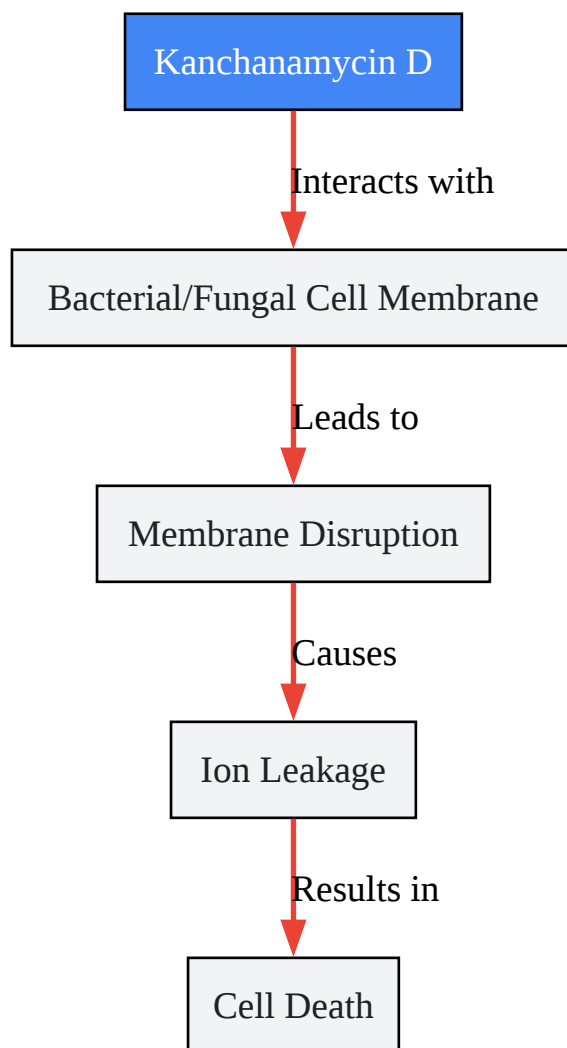 Kanchanamycin D
Interacts with
Bacterial/Fungal Cell Membrane
Leads to
Membrane Disruption
Causes
Ion Leakage
Results in
Cell Death